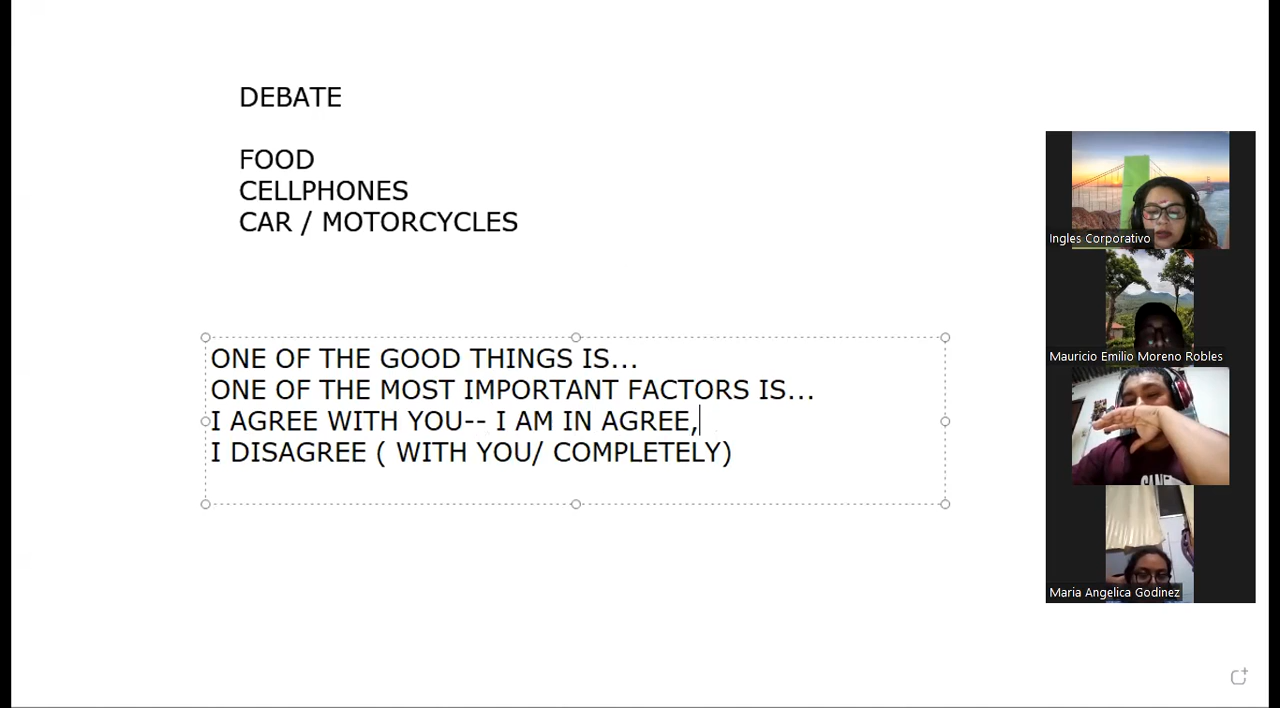 DEBATE
FOOD
CELLPHONES
CAR / MOTORCYCLES
ONE OF THE GOOD THINGS IS...
ONE OF THE MOST IMPORTANT FACTORS IS...
I AGREE WITH YOU-- I AM IN AGREE,
I DISAGREE ( WITH YOU/ COMPLETELY)
Ingles Corporativo
Mauricio Emilio Moreno Robles
Maria Angelica Godinez